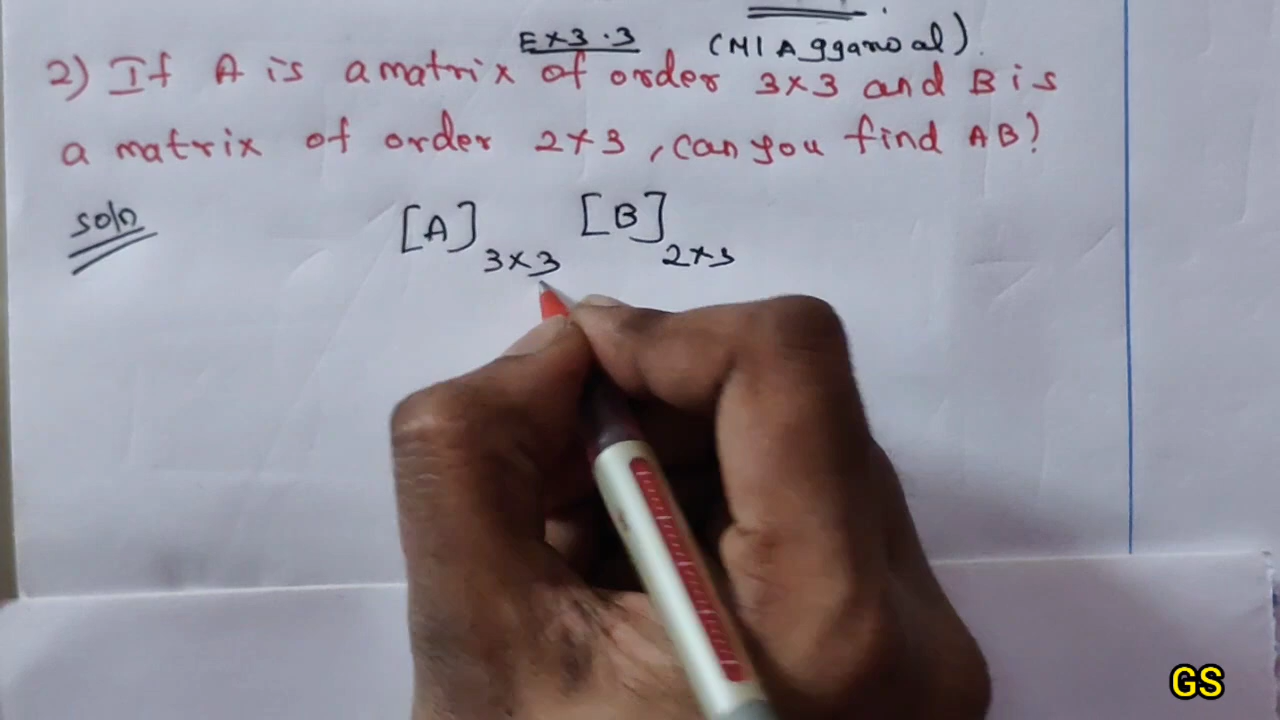 Ex 3.3 (Ml Aggarwal).
2) If A is a matrix of order 3×3 and B is
a matrix of order 2×3, can you find AB?
Soln [A]3×3 [B]2×3
GS